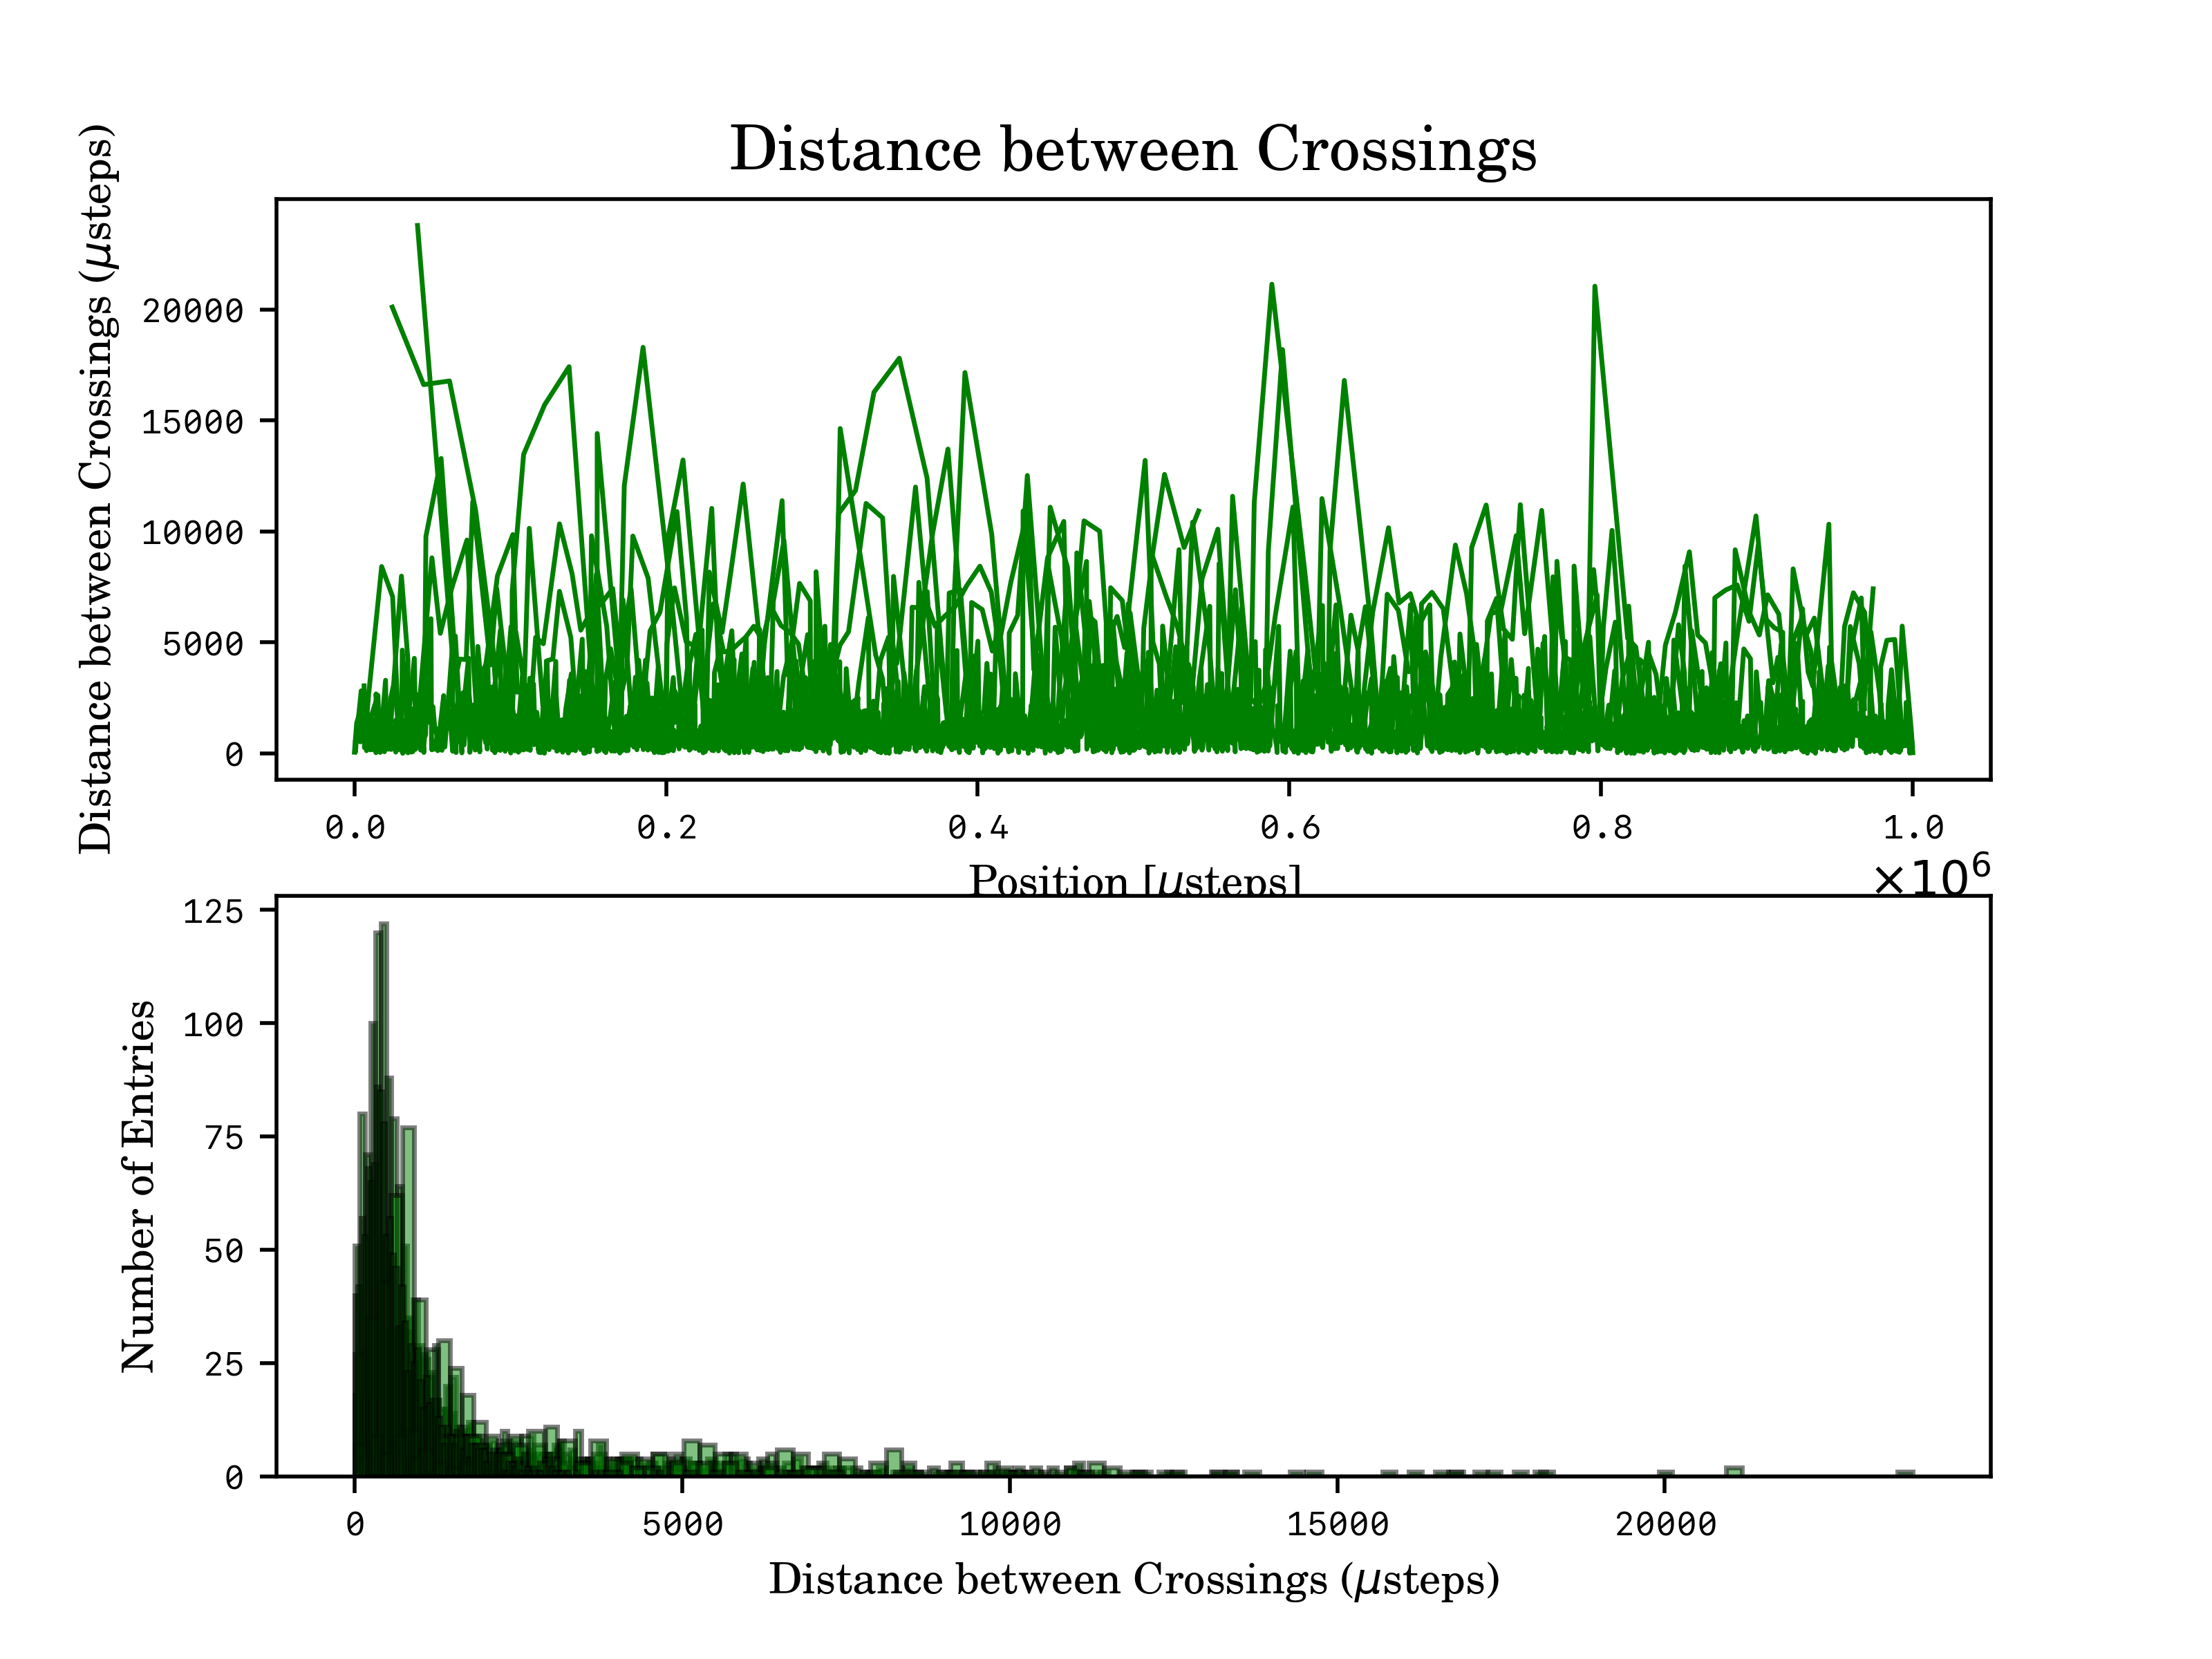 Distance between Crossings
Distance between Crossings (μsteps)
20000
15000
10000
5000
0
0.0 0.2 0.4 0.6 0.8 1.0
Position [μsteps]
×10⁶
Number of Entries
125
100
75
50
25
0
0 5000 10000 15000 20000
Distance between Crossings (μsteps)